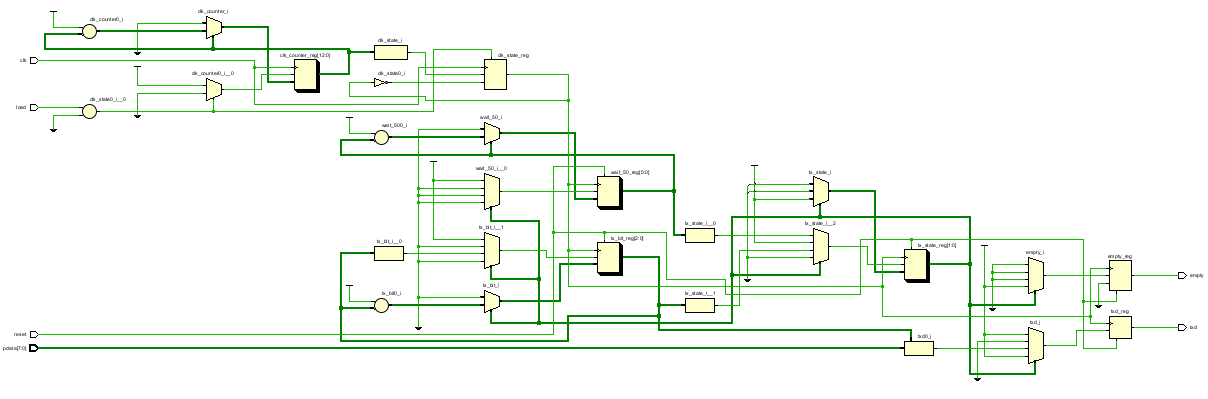 clk_counter_i
clk_counter0_i
clk_state_i
clk_counter_reg[12:0]
clk_state_reg
clk
clk_counter0_i__0
clk_state0_i
load
clk_state0_i__0
wait_50_i
wait_500_i
wait_50_i__0
wait_50_reg[5:0]
tx_state_i
tx_state_i__0
tx_state_i__2
tx_bit_i__1
tx_bit_i__0
tx_bit_reg[2:0]
tx_state_reg[1:0]
empty_i
empty_reg
empty
tx_bit_i
tx_bit0_i
tx_state_i__1
txd_reg
txd_i
txd
reset
txd0_i
pdata[7:0]